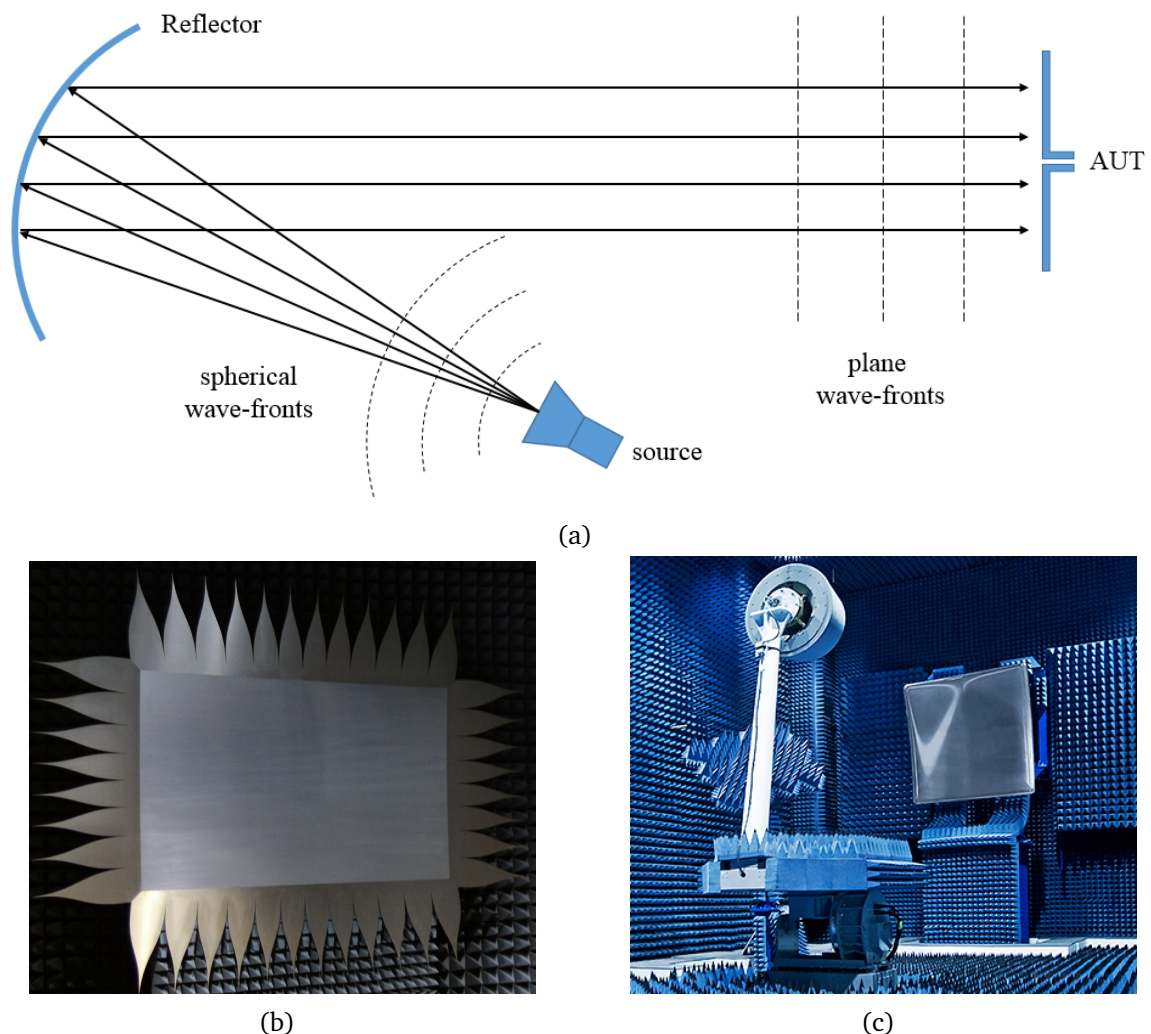 Reflector
AUT
spherical
wave-fronts
plane
wave-fronts
source
(a)
(b)
(c)